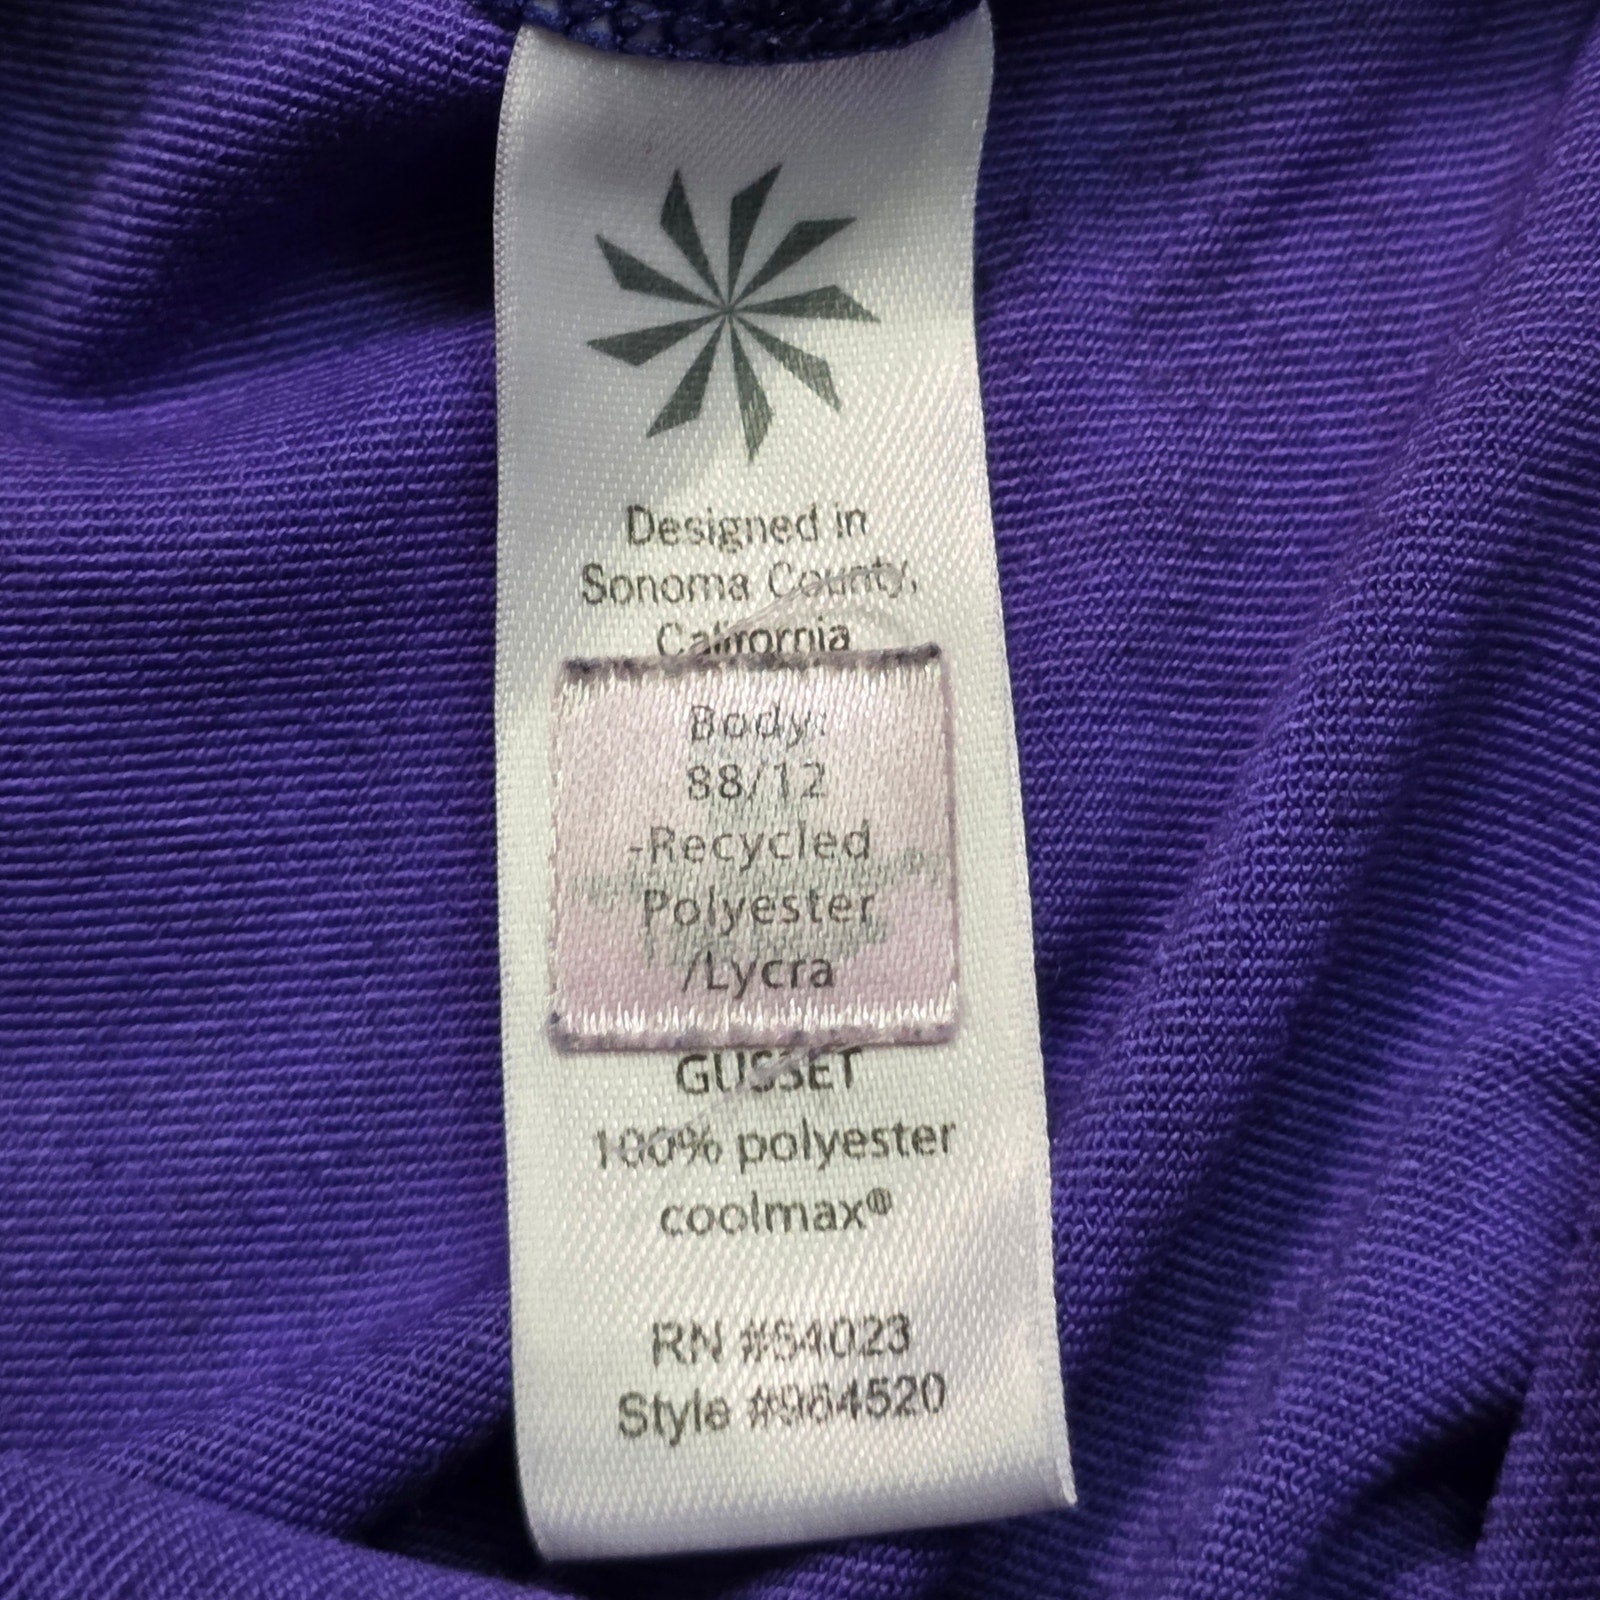 Designed in
Sonoma County,
California
Body:
88/12
-Recycled
Polyester
/Lycra
GUSSET
100% polyester
coolmax®
RN #54023
Style #964520